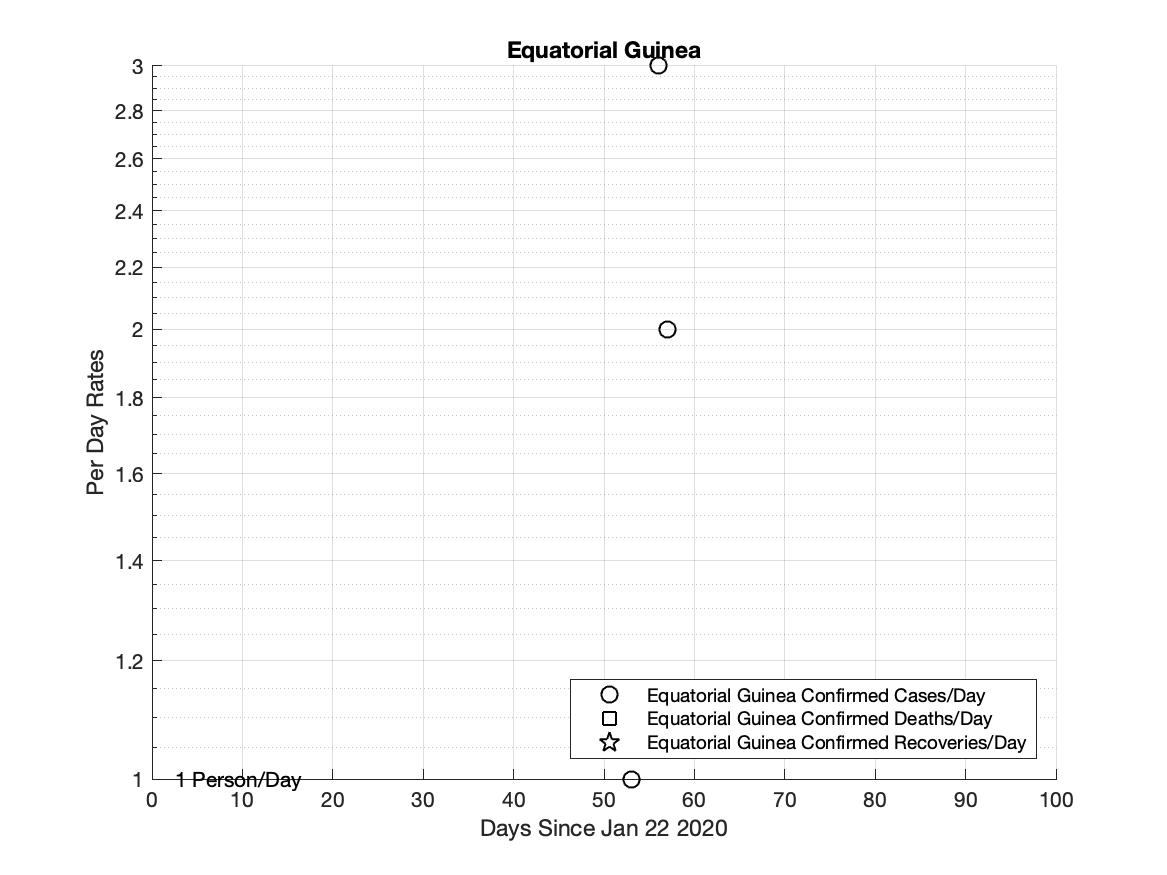 Equatorial Guinea
3
2.8
2.6
2.4
2.2
2
1.8
1.6
1.4
1.2
1
Per Day Rates
1 Person/Day
Equatorial Guinea Confirmed Cases/Day
Equatorial Guinea Confirmed Deaths/Day
Equatorial Guinea Confirmed Recoveries/Day
0 10 20 30 40 50 60 70 80 90 100
Days Since Jan 22 2020